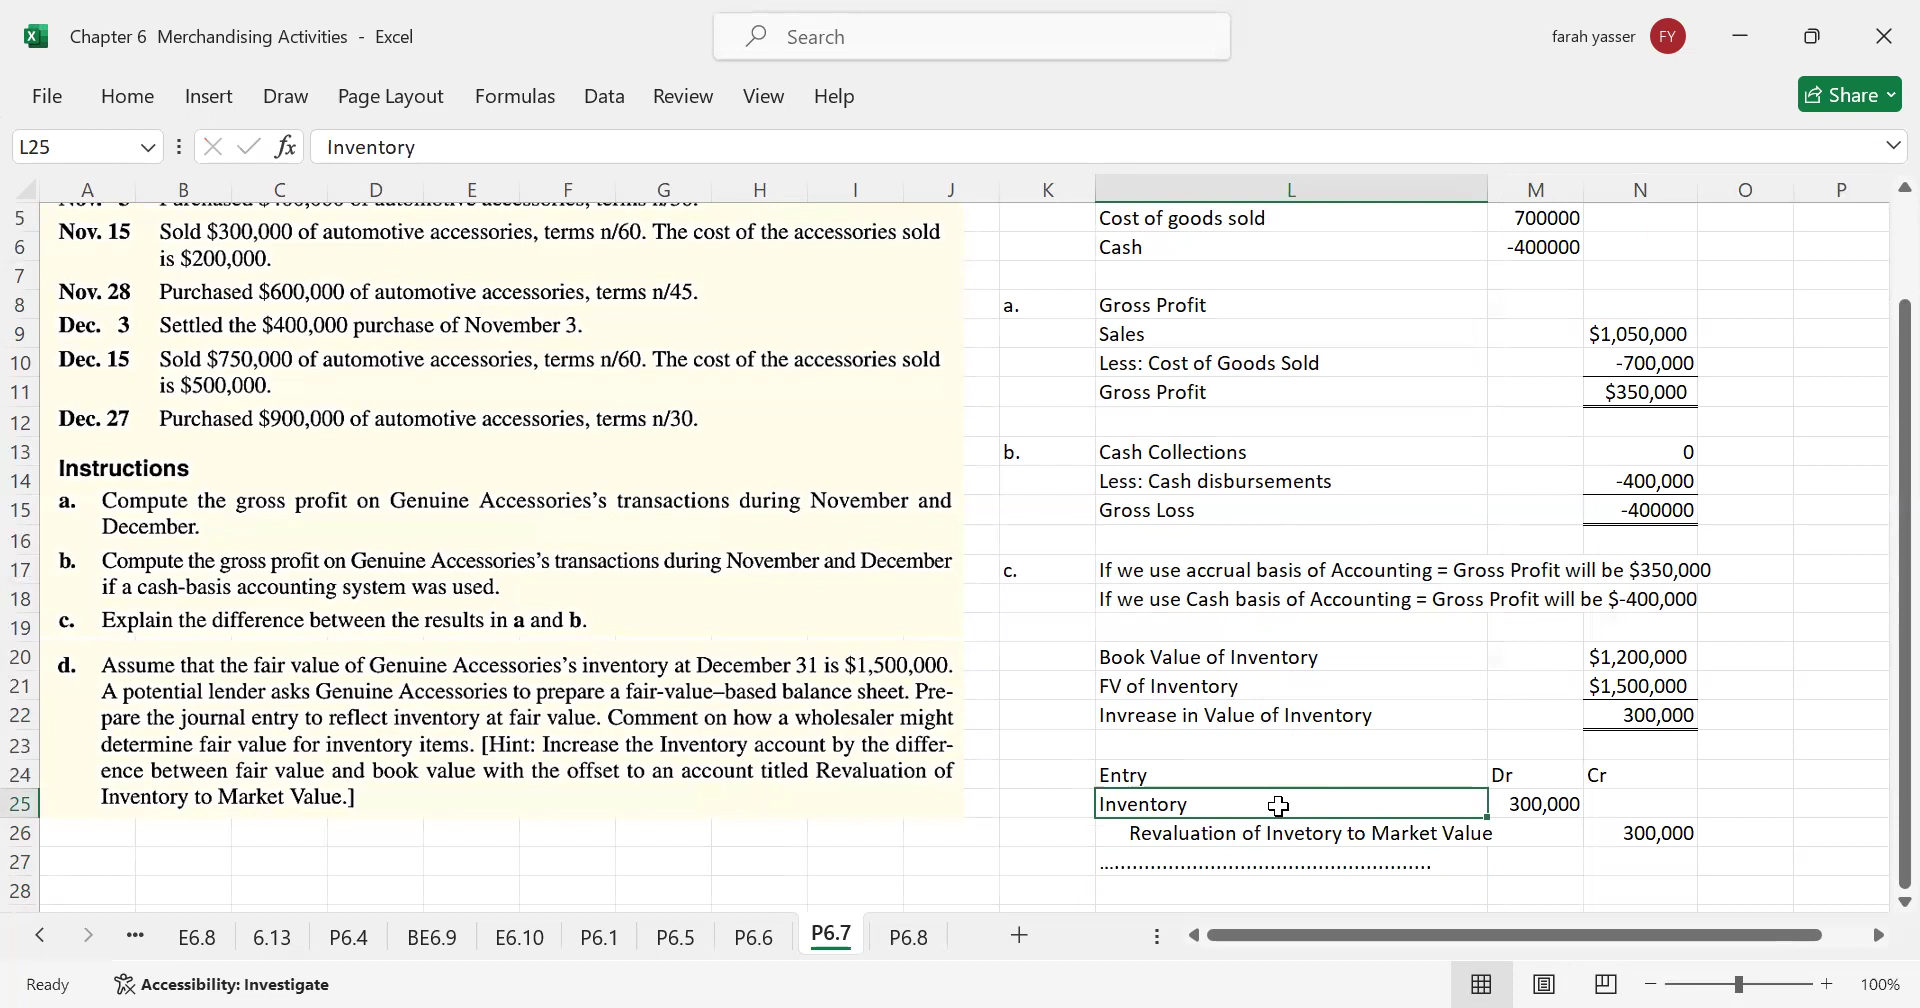 Chapter 6 Merchandising Activities - Excel
Search
farah yasser
FY
File Home Insert Draw Page Layout Formulas Data Review View Help
Share
L25
fx
Inventory
A B C D E F G H I J K L M N O P
5 6 7 8 9 10 11 12 13 14 15 16 17 18 19 20 21 22 23 24 25 26 27 28
Nov. 15 Sold $300,000 of automotive accessories, terms n/60. The cost of the accessories sold
is $200,000.
Nov. 28 Purchased $600,000 of automotive accessories, terms n/45.
Dec. 3 Settled the $400,000 purchase of November 3.
Dec. 15 Sold $750,000 of automotive accessories, terms n/60. The cost of the accessories sold
is $500,000.
Dec. 27 Purchased $900,000 of automotive accessories, terms n/30.
Instructions
a. Compute the gross profit on Genuine Accessories's transactions during November and
December.
b. Compute the gross profit on Genuine Accessories's transactions during November and December
if a cash-basis accounting system was used.
c. Explain the difference between the results in a and b.
d. Assume that the fair value of Genuine Accessories's inventory at December 31 is $1,500,000.
A potential lender asks Genuine Accessories to prepare a fair-value–based balance sheet. Pre-
pare the journal entry to reflect inventory at fair value. Comment on how a wholesaler might
determine fair value for inventory items. [Hint: Increase the Inventory account by the differ-
ence between fair value and book value with the offset to an account titled Revaluation of
Inventory to Market Value.]
Cost of goods sold 700000
Cash -400000
a. Gross Profit
Sales $1,050,000
Less: Cost of Goods Sold -700,000
Gross Profit $350,000
b. Cash Collections 0
Less: Cash disbursements -400,000
Gross Loss -400000
c. If we use accrual basis of Accounting = Gross Profit will be $350,000
If we use Cash basis of Accounting = Gross Profit will be $-400,000
Book Value of Inventory $1,200,000
FV of Inventory $1,500,000
Invrease in Value of Inventory 300,000
Entry Dr Cr
Inventory 300,000
Revaluation of Invetory to Market Value 300,000
......................................................
E6.8 6.13 P6.4 BE6.9 E6.10 P6.1 P6.5 P6.6 P6.7 P6.8
Ready Accessibility: Investigate 100%